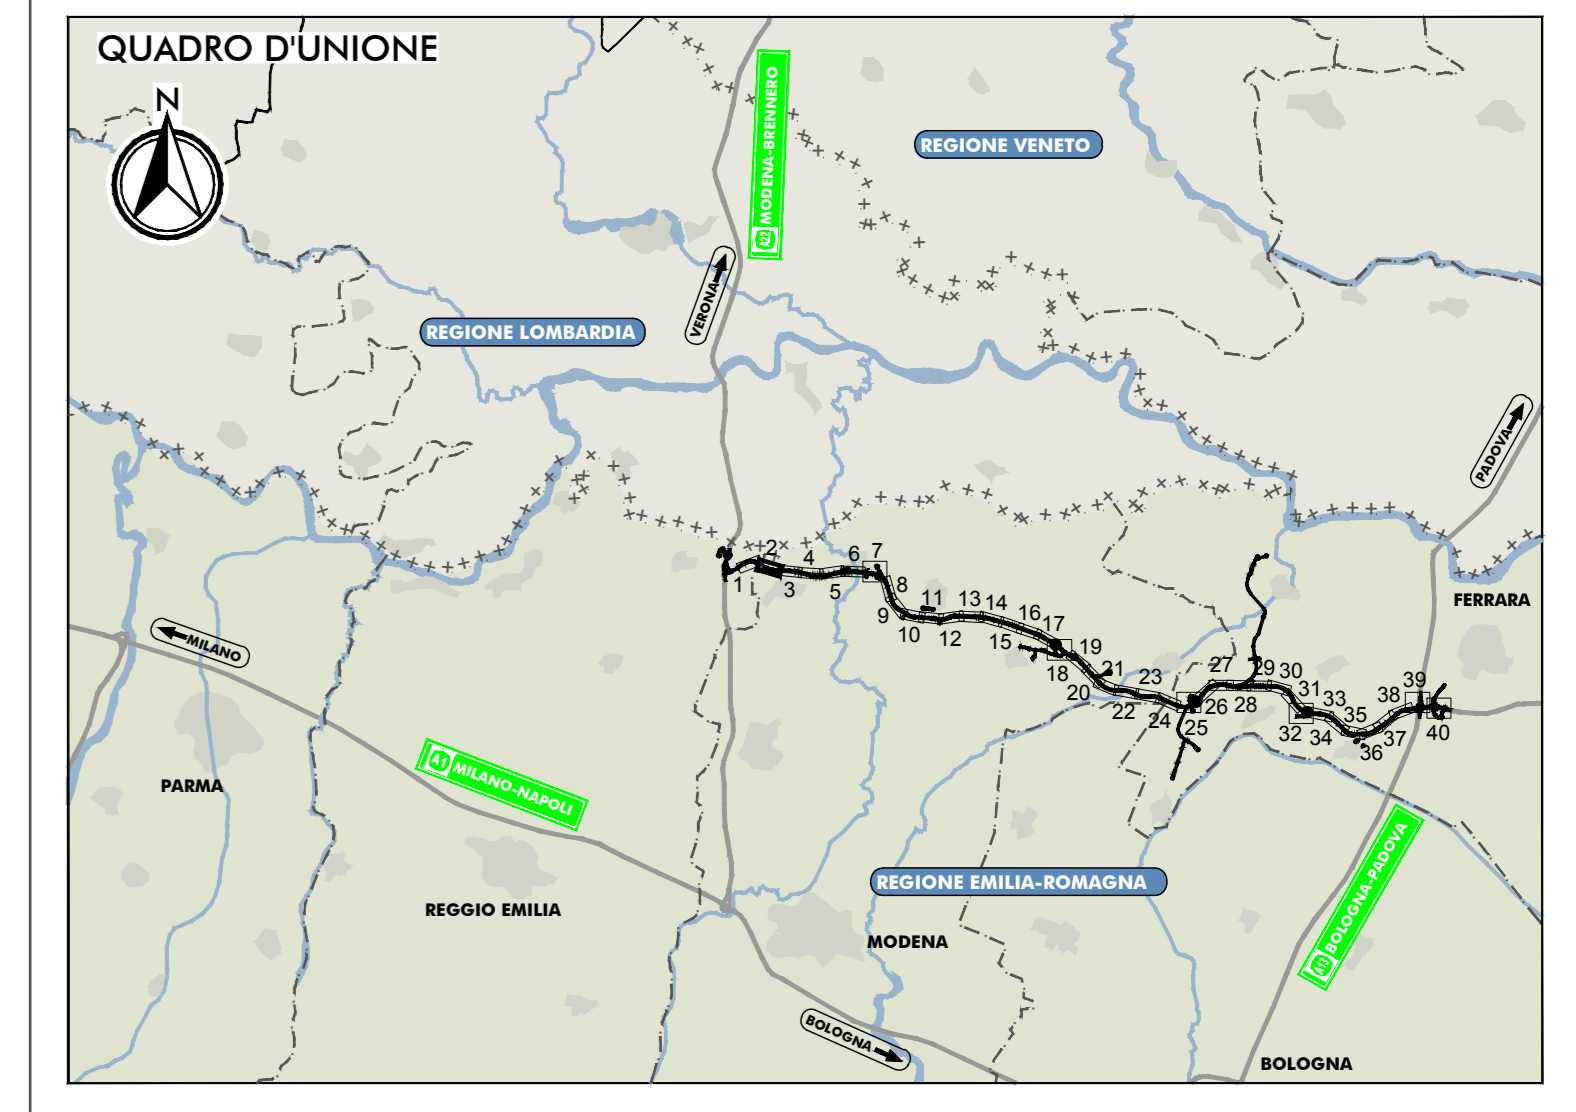 QUADRO D'UNIONE
N
A22 MODENA-BRENNERO
REGIONE VENETO
VERONA
REGIONE LOMBARDIA
PADOVA
FERRARA
1
2
3
4
5
6
7
8
9
10
11
12
13
14
15
16
17
18
19
20
21
22
23
24
25
26
27
28
29
30
31
32
33
34
35
36
37
38
39
40
MILANO
PARMA
A1 MILANO-NAPOLI
REGGIO EMILIA
REGIONE EMILIA-ROMAGNA
MODENA
A13 BOLOGNA-PADOVA
BOLOGNA
BOLOGNA